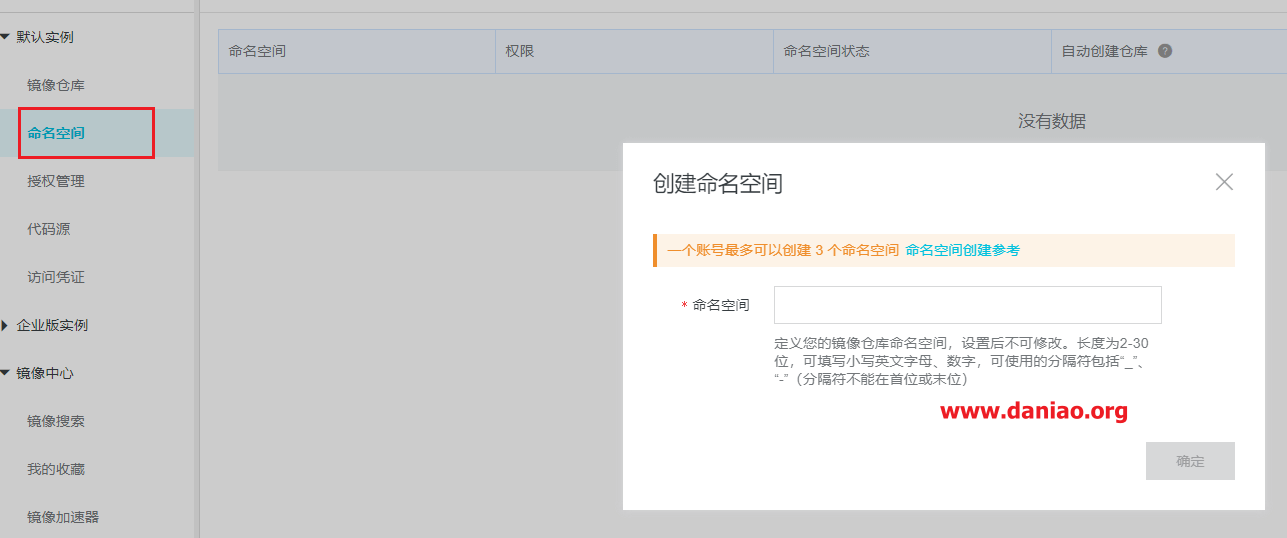 默认实例
镜像仓库
命名空间
授权管理
代码源
访问凭证
企业版实例
镜像中心
镜像搜索
我的收藏
镜像加速器
命名空间 权限 命名空间状态 自动创建仓库 ?
没有数据
创建命名空间
一个账号最多可以创建 3 个命名空间 命名空间创建参考
* 命名空间
定义您的镜像仓库命名空间，设置后不可修改。长度为2-30
位，可填写小写英文字母、数字，可使用的分隔符包括“_”、
“-”（分隔符不能在首位或末位）
www.daniao.org
确定